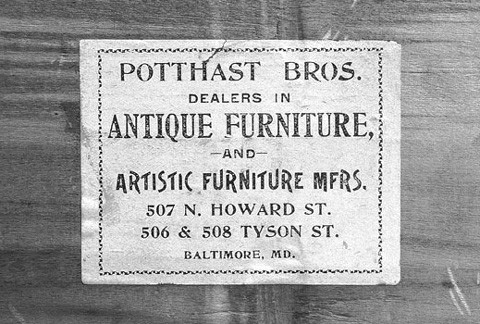 POTTHAST BROS.
DEALERS IN
ANTIQUE FURNITURE,
—AND—
ARTISTIC FURNITURE MFRS.
507 N. HOWARD ST.
506 & 508 TYSON ST.
BALTIMORE, MD.